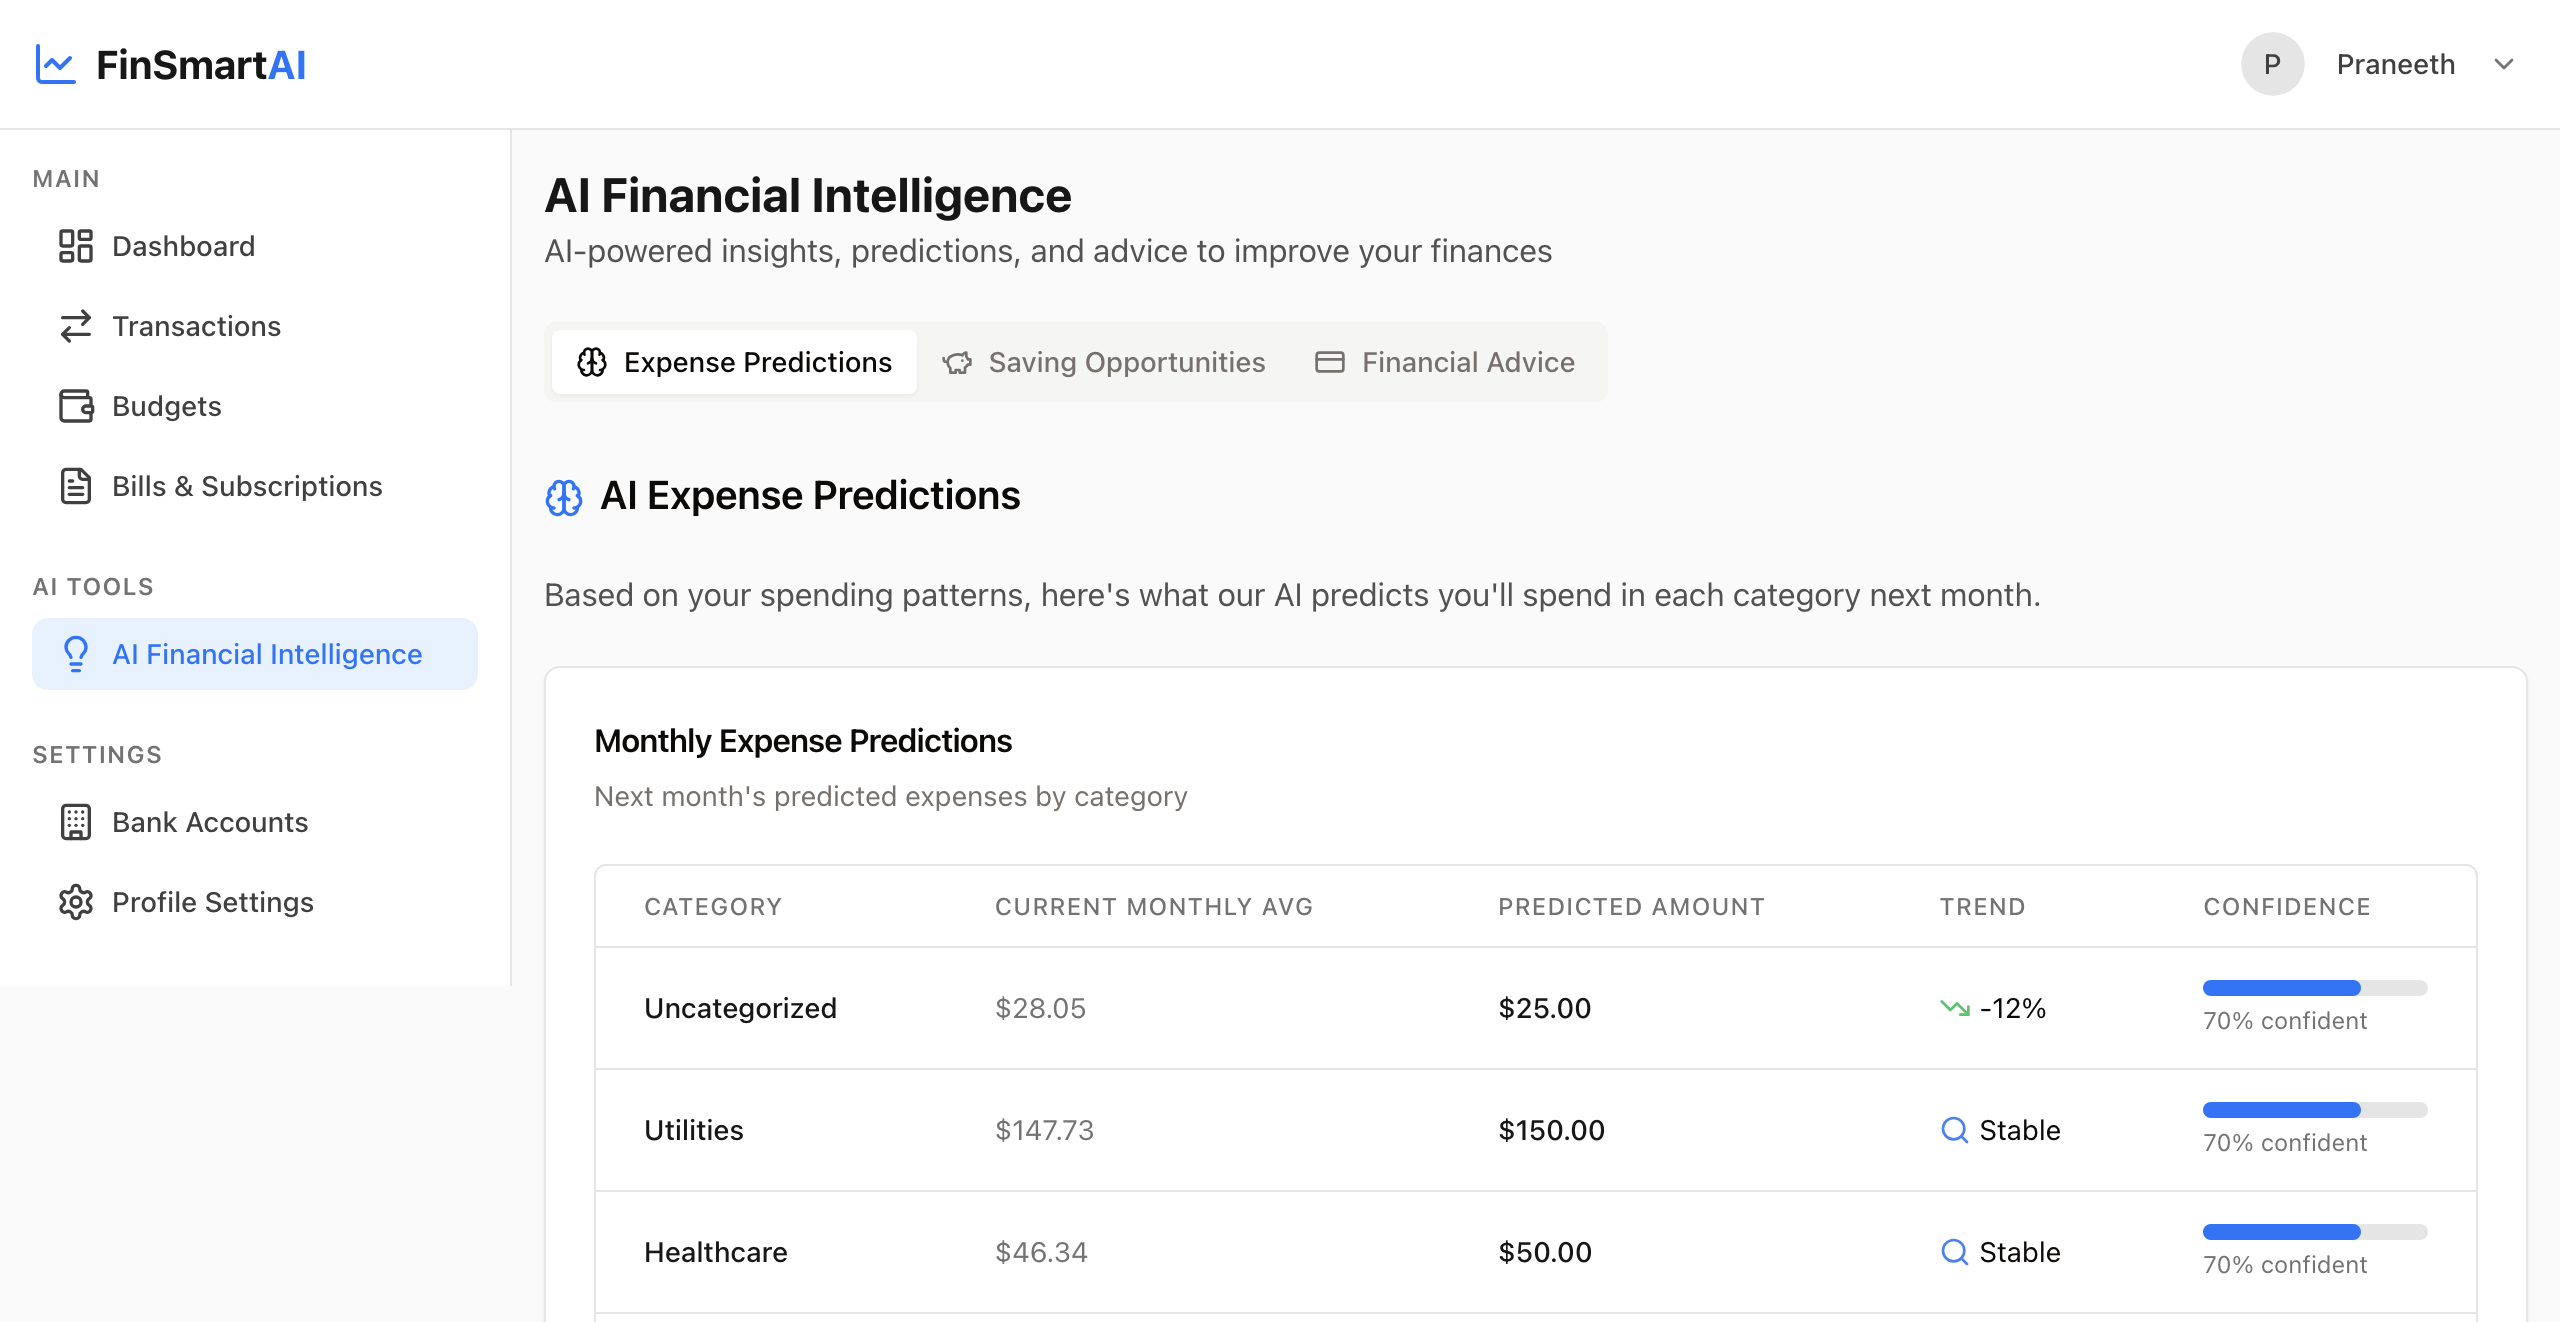 FinSmartAI
P
Praneeth
MAIN
Dashboard
Transactions
Budgets
Bills & Subscriptions
AI TOOLS
AI Financial Intelligence
SETTINGS
Bank Accounts
Profile Settings
AI Financial Intelligence
AI-powered insights, predictions, and advice to improve your finances
Expense Predictions
Saving Opportunities
Financial Advice
AI Expense Predictions
Based on your spending patterns, here's what our AI predicts you'll spend in each category next month.
Monthly Expense Predictions
Next month's predicted expenses by category
CATEGORY CURRENT MONTHLY AVG PREDICTED AMOUNT TREND CONFIDENCE
Uncategorized $28.05 $25.00 -12% 70% confident
Utilities $147.73 $150.00 Stable 70% confident
Healthcare $46.34 $50.00 Stable 70% confident